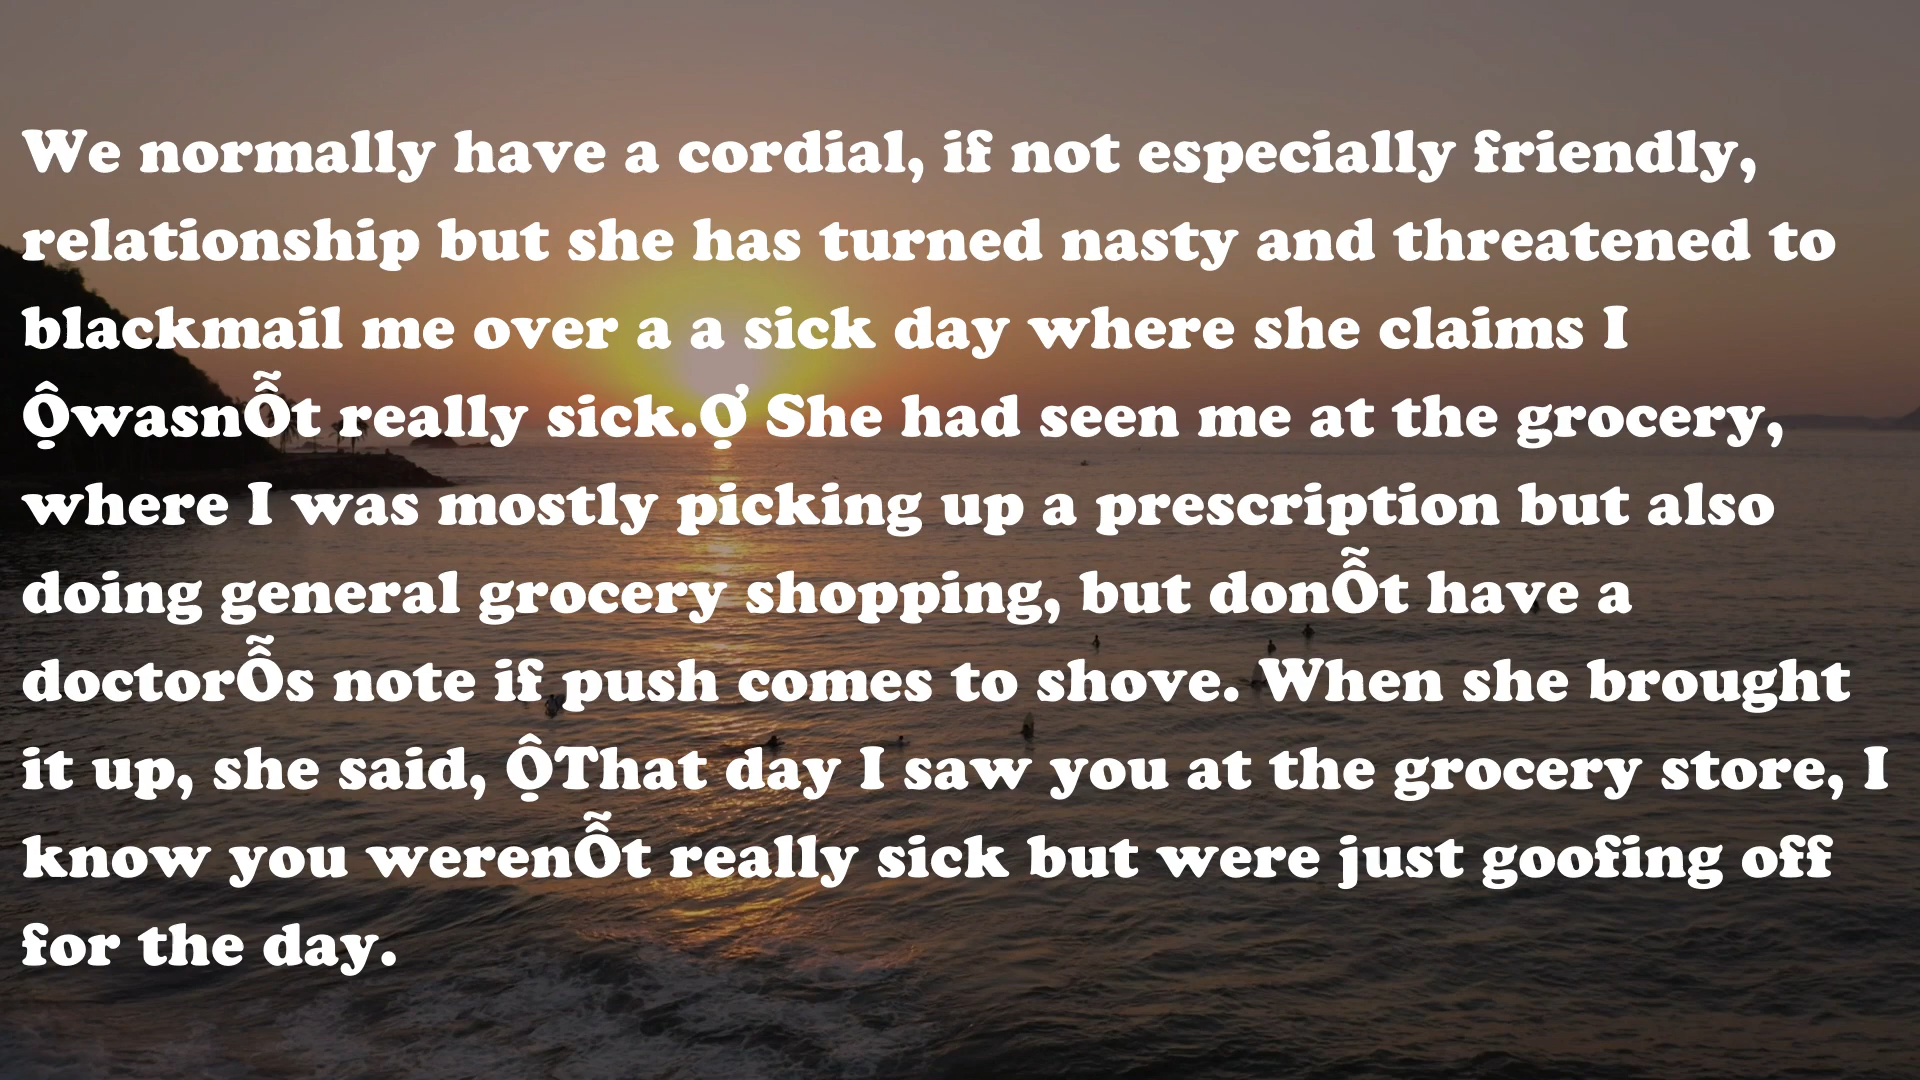 We normally have a cordial, if not especially friendly,
relationship but she has turned nasty and threatened to
blackmail me over a a sick day where she claims I
ỘwasnỖt really sick.Ợ She had seen me at the grocery,
where I was mostly picking up a prescription but also
doing general grocery shopping, but donỖt have a
doctorỖs note if push comes to shove. When she brought
it up, she said, ỘThat day I saw you at the grocery store, I
know you werenỖt really sick but were just goofing off
for the day.